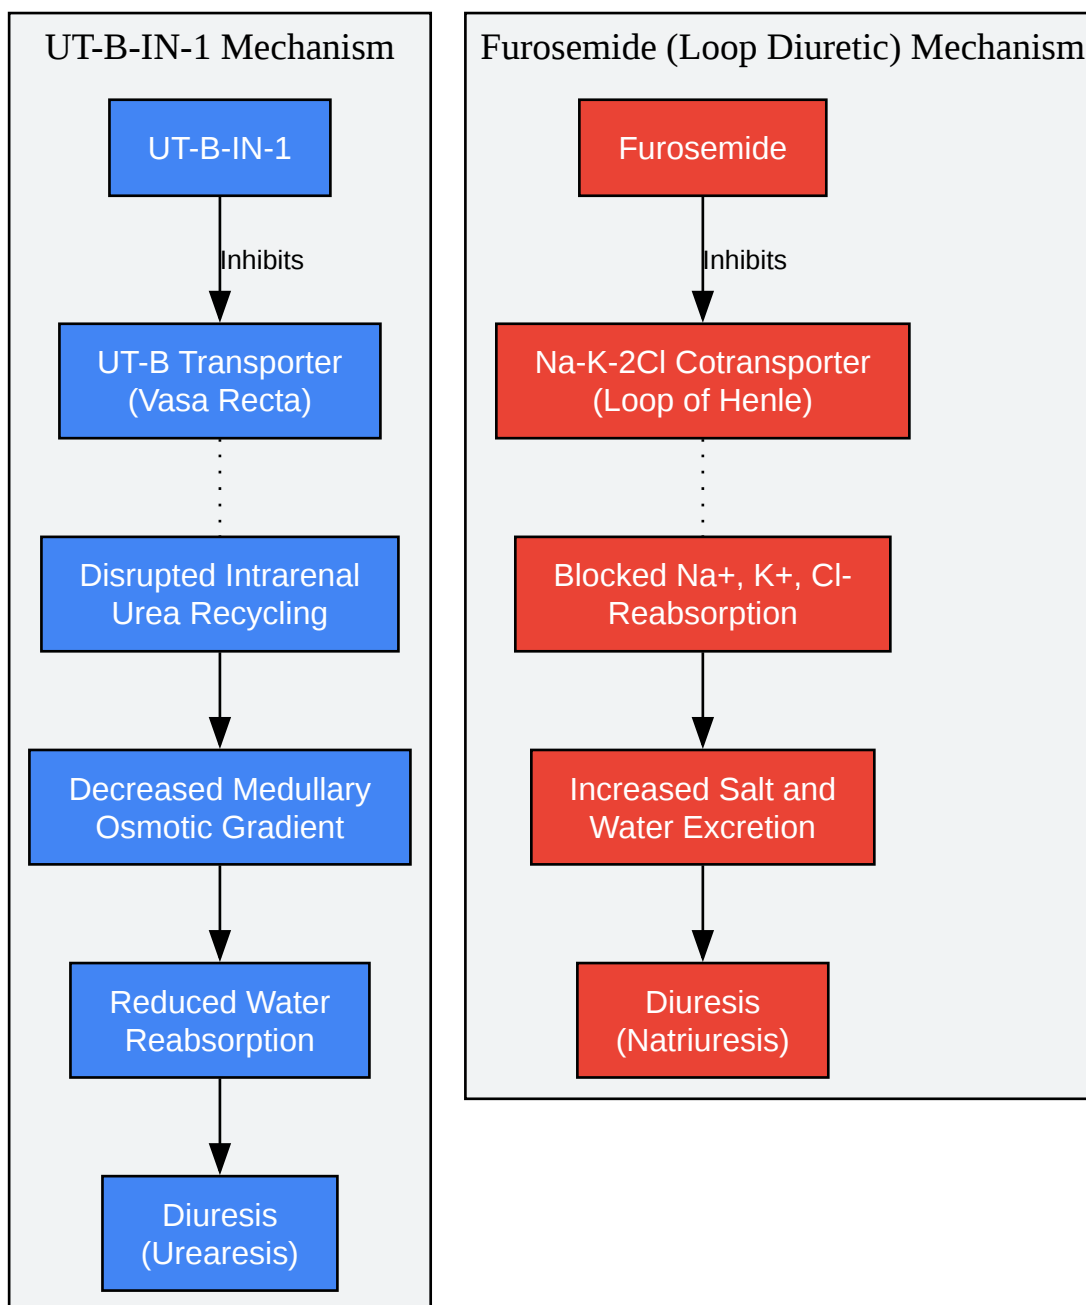 UT-B-IN-1 Mechanism
UT-B-IN-1
Inhibits
UT-B Transporter
(Vasa Recta)
Disrupted Intrarenal
Urea Recycling
Decreased Medullary
Osmotic Gradient
Reduced Water
Reabsorption
Diuresis
(Urearesis)
Furosemide (Loop Diuretic) Mechanism
Furosemide
Inhibits
Na-K-2Cl Cotransporter
(Loop of Henle)
Blocked Na+, K+, Cl-
Reabsorption
Increased Salt and
Water Excretion
Diuresis
(Natriuresis)